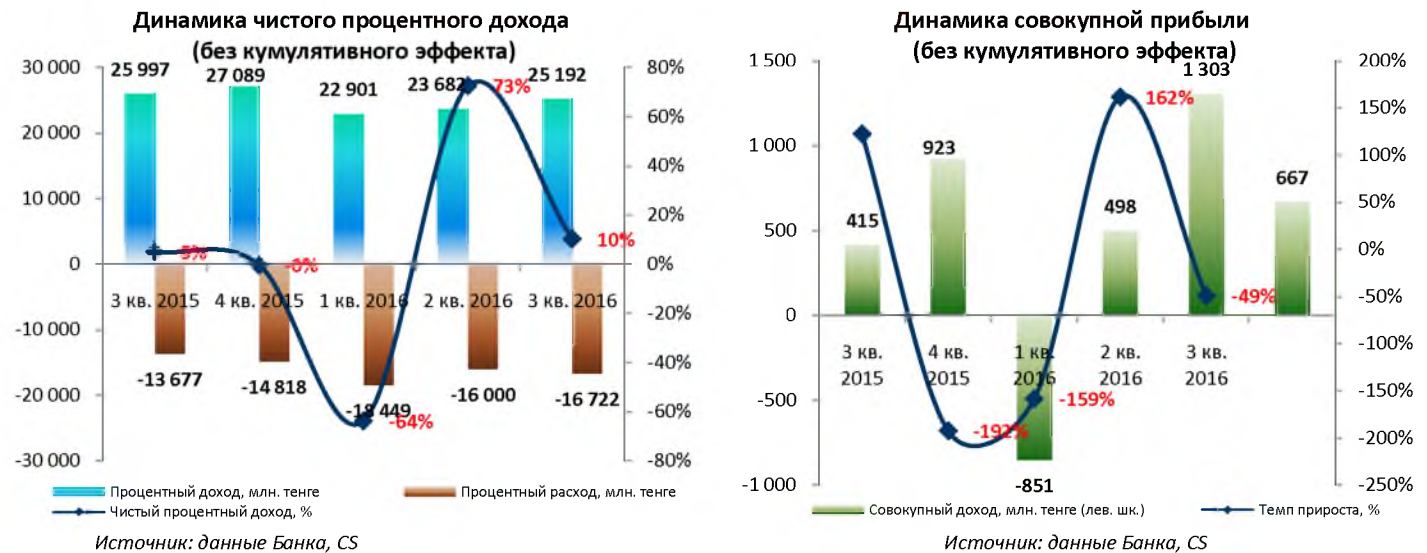 Динамика чистого процентного дохода
(без кумулятивного эффекта)
30 000
20 000
10 000
0
-10 000
-20 000
-30 000
25 997
27 089
22 901
23 682
25 192
73%
5%
-0%
-64%
10%
3 кв. 2015
4 кв. 2015
1 кв. 2016
2 кв. 2016
3 кв. 2016
-13 677
-14 818
-18 449
-16 000
-16 722
80%
60%
40%
20%
0%
-20%
-40%
-60%
-80%
Процентный доход, млн. тенге
Процентный расход, млн. тенге
Чистый процентный доход, %
Источник: данные Банка, CS
Динамика совокупной прибыли
(без кумулятивного эффекта)
1 500
1 000
500
0
-500
-1 000
415
923
-851
498
1 303
667
162%
-192%
-159%
-49%
3 кв.
2015
4 кв.
2015
1 кв.
2016
2 кв.
2016
3 кв.
2016
200%
150%
100%
50%
0%
-50%
-100%
-150%
-200%
-250%
Совокупный доход, млн. тенге (лев. шк.)
Темп прироста, %
Источник: данные Банка, CS